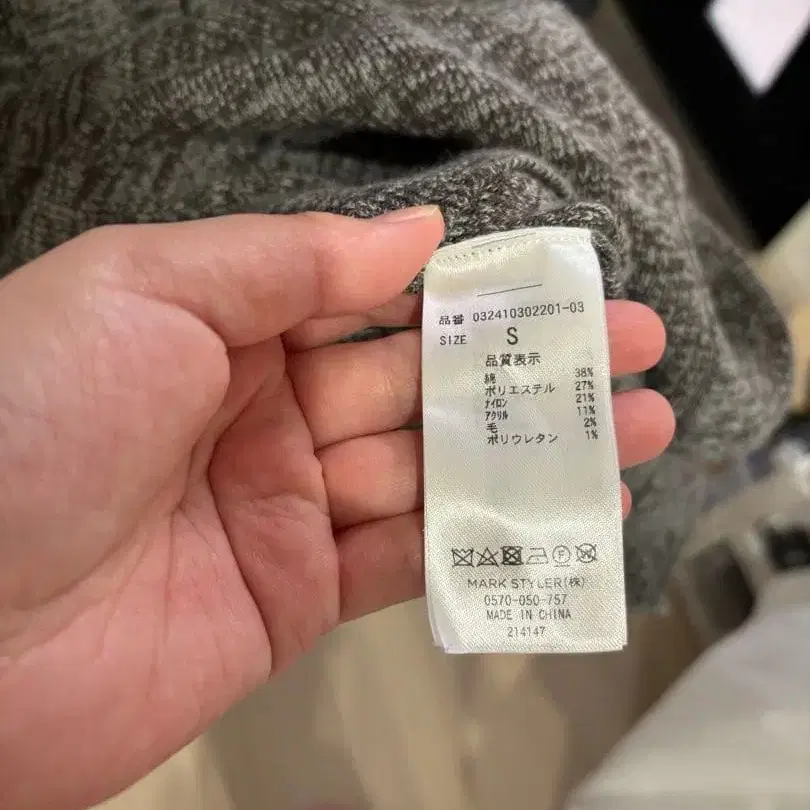 品番 032410302201-03
SIZE S
品質表示
綿 38%
ポリエステル 27%
ナイロン 21%
アクリル 11%
毛 2%
ポリウレタン 1%
F W
MARK STYLER(株)
0570-050-757
MADE IN CHINA
214147